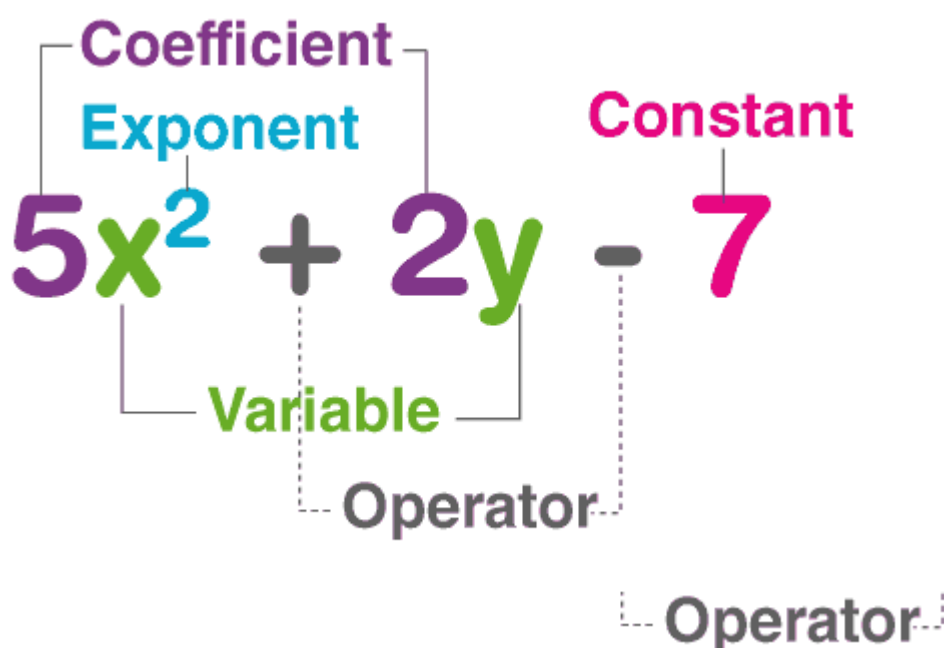 Coefficient
Exponent
Constant
5x² + 2y - 7
Variable
Operator
Operator